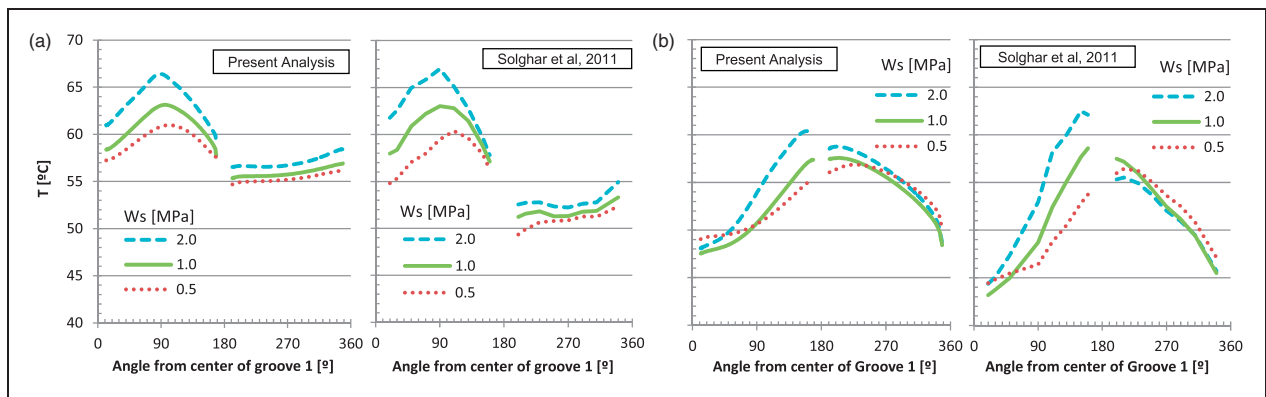 (a)
70
65
60
55
50
45
40
T [ºC]
Present Analysis
Ws [MPa]
2.0
1.0
0.5
0 90 180 270 360
Angle from center of groove 1 [º]
Solghar et al, 2011
Ws [MPa]
2.0
1.0
0.5
0 90 180 270 360
Angle from center of groove 1 [º]
(b)
Present Analysis
Ws [MPa]
2.0
1.0
0.5
0 90 180 270 360
Angle from center of Groove 1 [º]
Solghar et al, 2011
Ws [MPa]
2.0
1.0
0.5
0 90 180 270 360
Angle from center of Groove 1 [º]